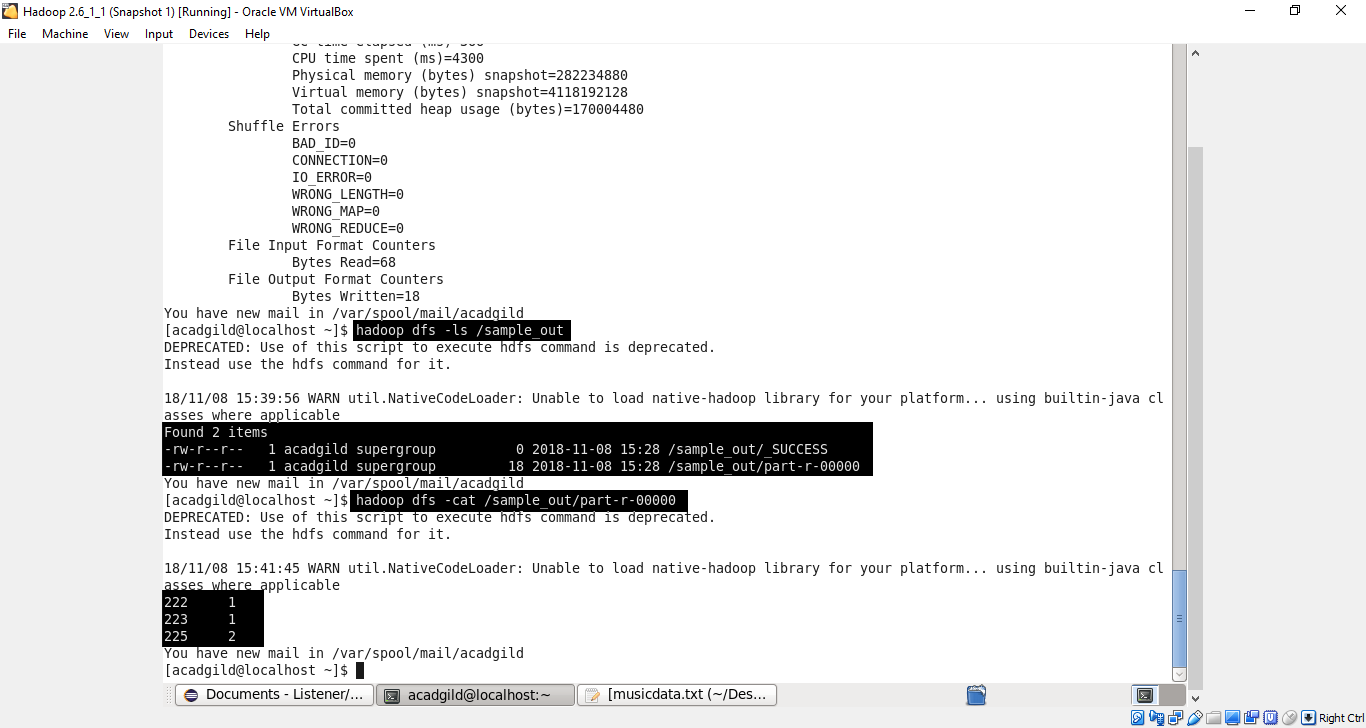 Hadoop 2.6_1_1 (Snapshot 1) [Running] - Oracle VM VirtualBox
File Machine View Input Devices Help
CPU time spent (ms)=4300
Physical memory (bytes) snapshot=282234880
Virtual memory (bytes) snapshot=4118192128
Total committed heap usage (bytes)=170004480
Shuffle Errors
BAD_ID=0
CONNECTION=0
IO_ERROR=0
WRONG_LENGTH=0
WRONG_MAP=0
WRONG_REDUCE=0
File Input Format Counters
Bytes Read=68
File Output Format Counters
Bytes Written=18
You have new mail in /var/spool/mail/acadgild
[acadgild@localhost ~]$ hadoop dfs -ls /sample_out
DEPRECATED: Use of this script to execute hdfs command is deprecated.
Instead use the hdfs command for it.
18/11/08 15:39:56 WARN util.NativeCodeLoader: Unable to load native-hadoop library for your platform... using builtin-java cl
asses where applicable
Found 2 items
-rw-r--r-- 1 acadgild supergroup 0 2018-11-08 15:28 /sample_out/_SUCCESS
-rw-r--r-- 1 acadgild supergroup 18 2018-11-08 15:28 /sample_out/part-r-00000
You have new mail in /var/spool/mail/acadgild
[acadgild@localhost ~]$ hadoop dfs -cat /sample_out/part-r-00000
DEPRECATED: Use of this script to execute hdfs command is deprecated.
Instead use the hdfs command for it.
18/11/08 15:41:45 WARN util.NativeCodeLoader: Unable to load native-hadoop library for your platform... using builtin-java cl
asses where applicable
222 1
223 1
225 2
You have new mail in /var/spool/mail/acadgild
[acadgild@localhost ~]$
Documents - Listener/... acadgild@localhost:~ [musicdata.txt (~/Des...
Right Ctrl